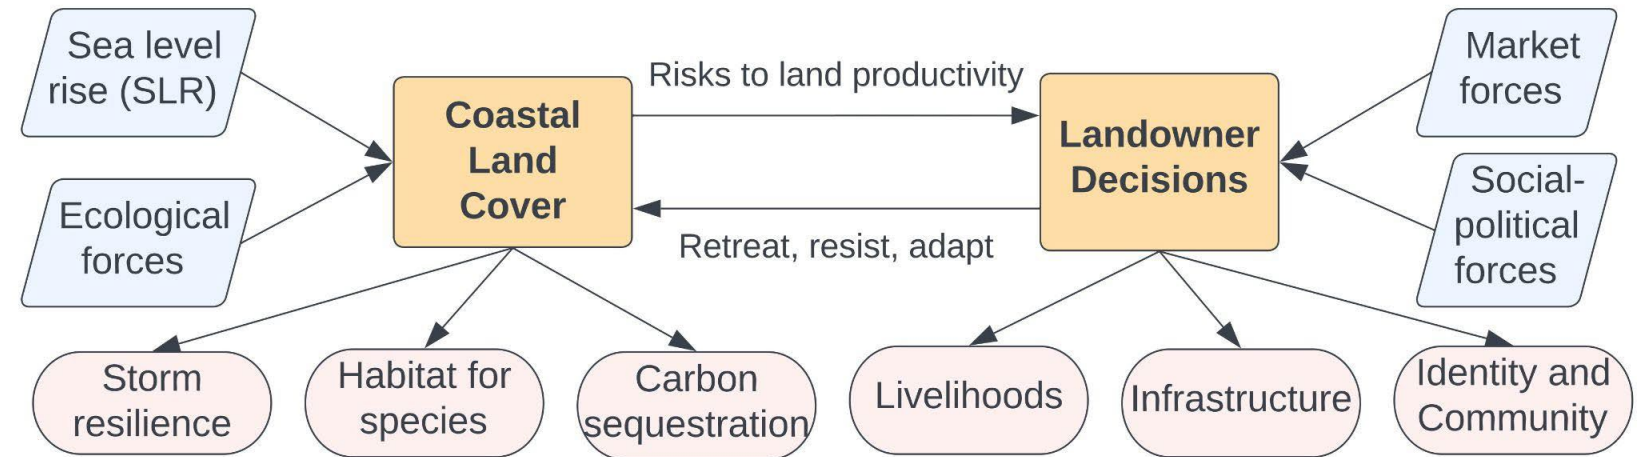 Sea level
rise (SLR)
Ecological
forces
Coastal
Land
Cover
Risks to land productivity
Retreat, resist, adapt
Landowner
Decisions
Market
forces
Social-
political
forces
Storm
resilience
Habitat for
species
Carbon
sequestration
Livelihoods
Infrastructure
Identity and
Community